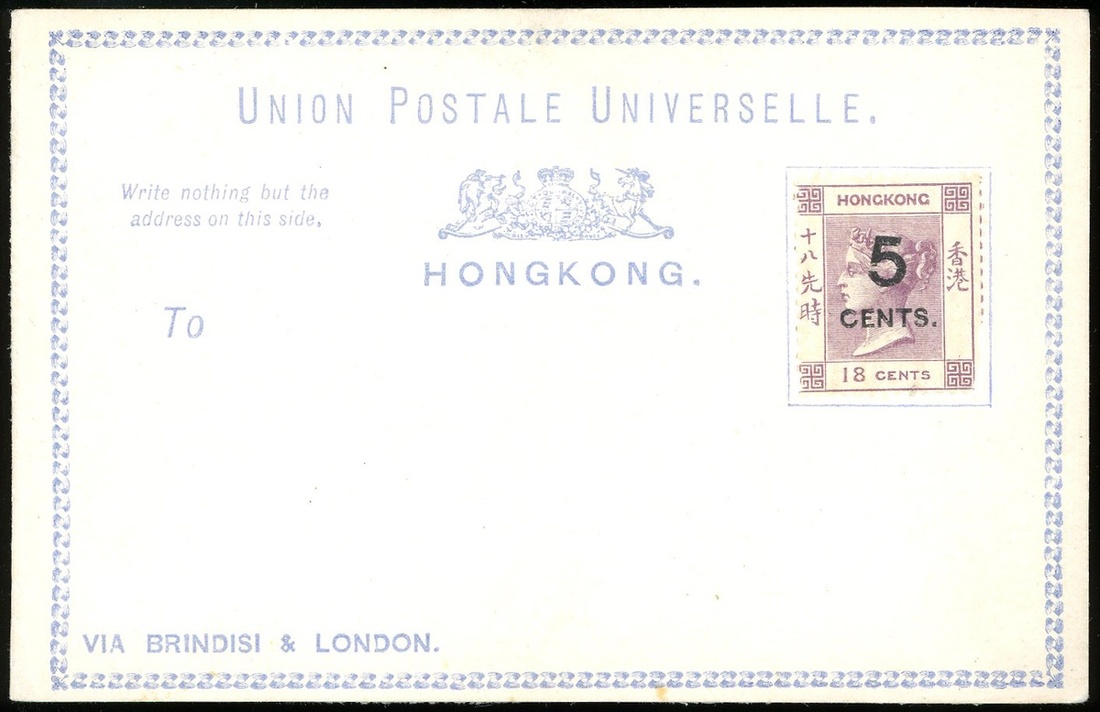 UNION POSTALE UNIVERSELLE.
Write nothing but the
address on this side,
HONGKONG.
To
HONGKONG
十八先時
香港
5
CENTS.
18 CENTS
VIA BRINDISI & LONDON.